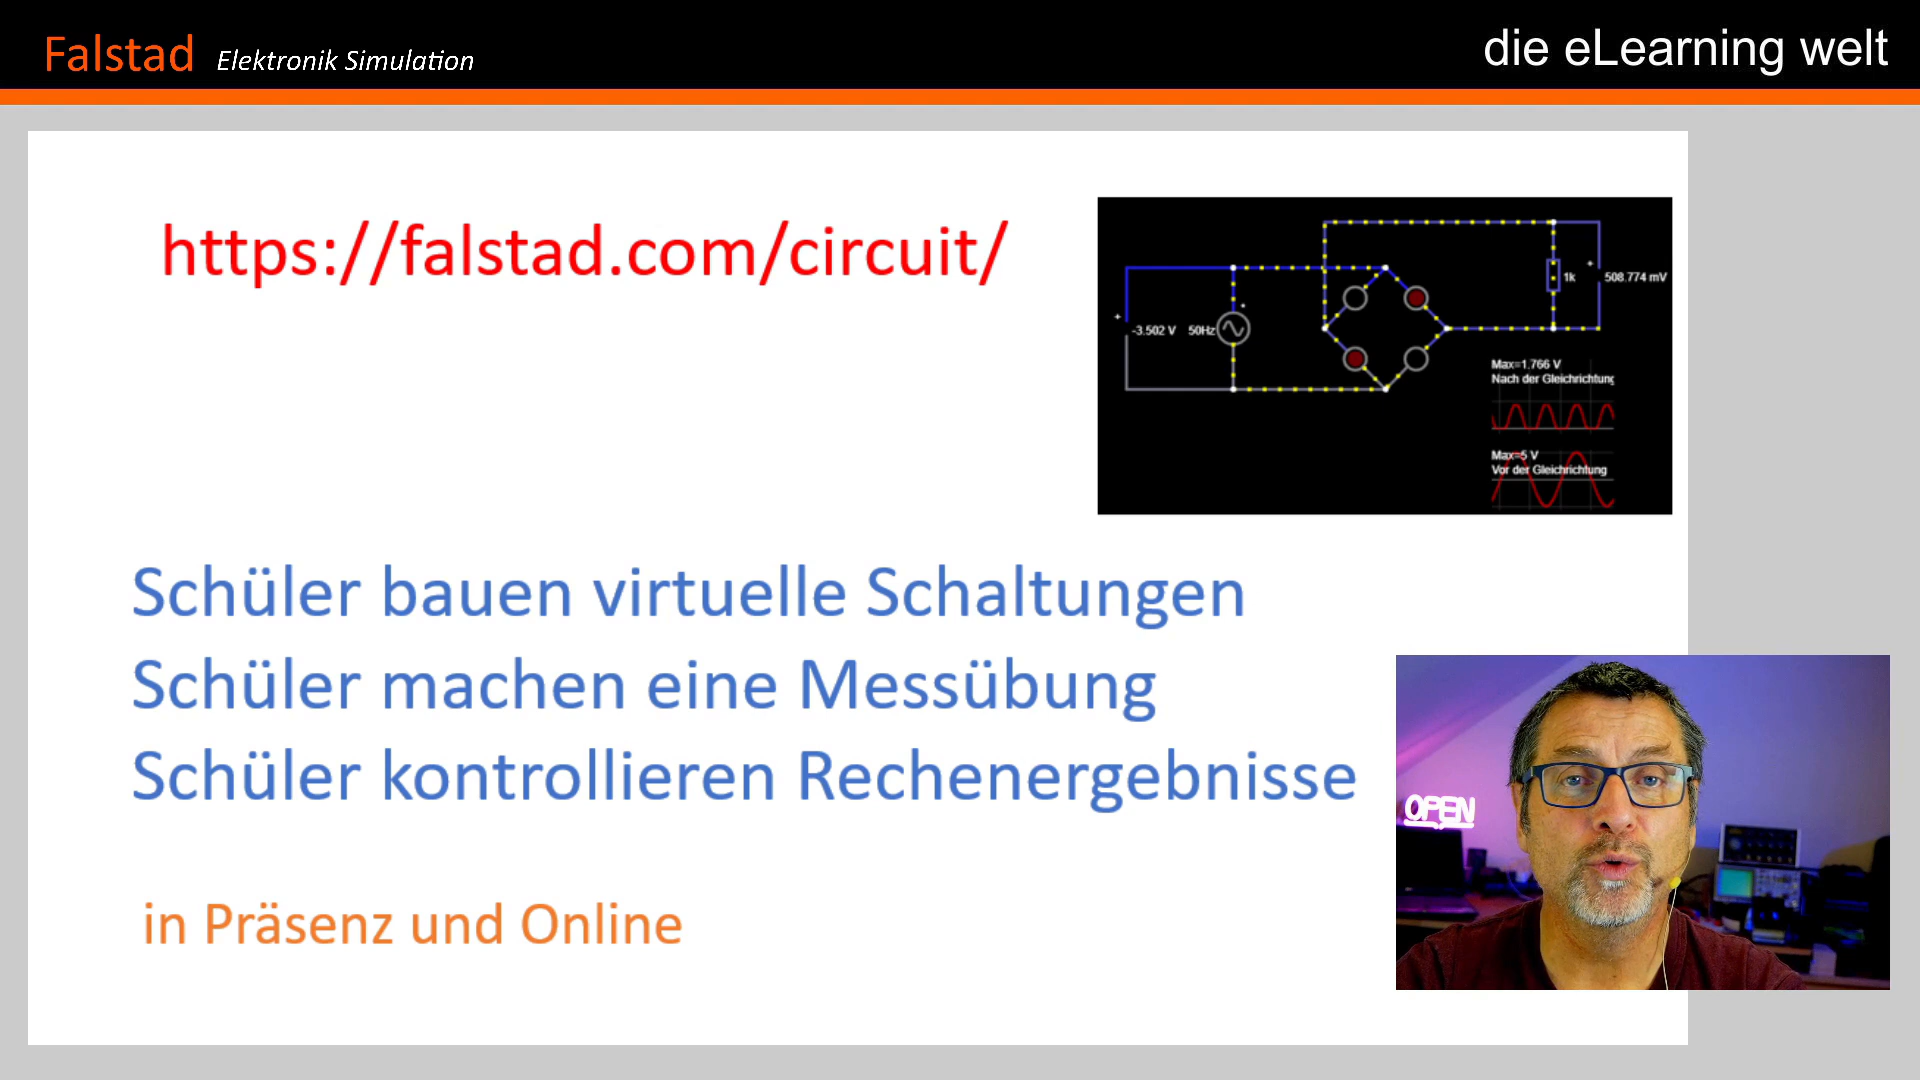 Falstad Elektronik Simulation
die eLearning welt
https://falstad.com/circuit/
1k
508.774 mV
-3.502 V
50Hz
Max=1.766 V
Nach der Gleichrichtung
Max=5 V
Vor der Gleichrichtung
Schüler bauen virtuelle Schaltungen
Schüler machen eine Messübung
Schüler kontrollieren Rechenergebnisse
OPEN
in Präsenz und Online